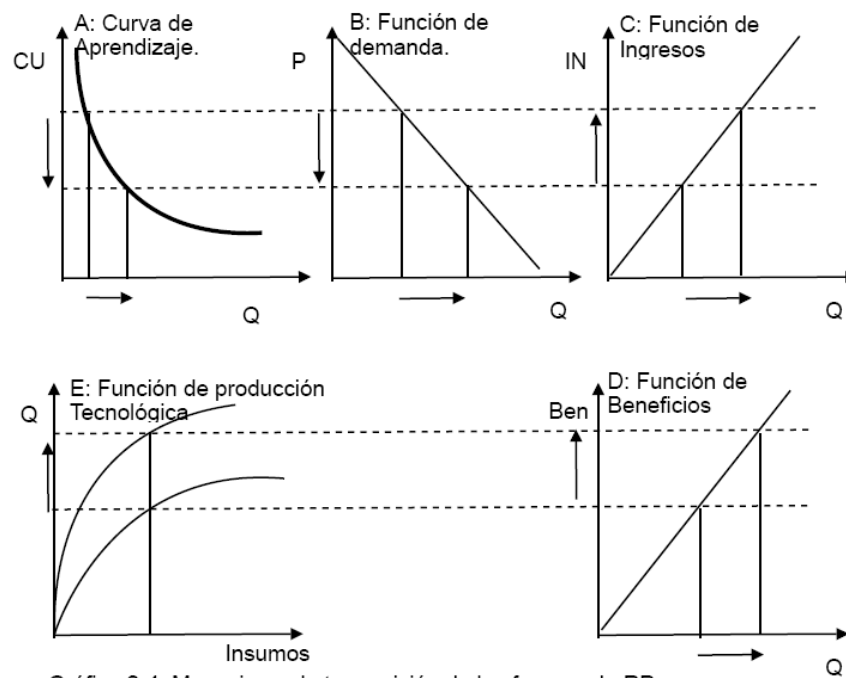 A: Curva de
Aprendizaje.
CU
Q
B: Función de
demanda.
P
Q
C: Función de
Ingresos
IN
Q
E: Función de producción
Tecnológica
Q
Insumos
D: Función de
Beneficios
Ben
Q